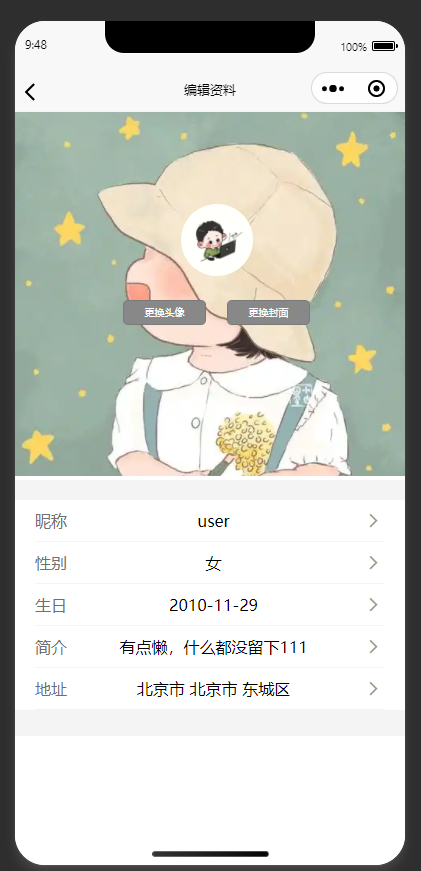 9:48
100%
编辑资料
更换头像 更换封面
昵称 user
性别 女
生日 2010-11-29
简介 有点懒，什么都没留下111
地址 北京市 北京市 东城区